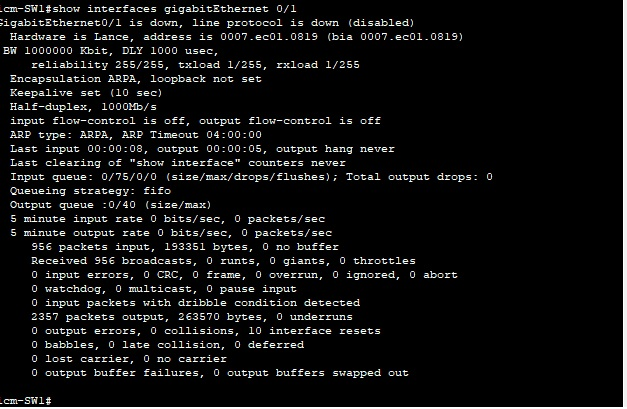 lcm-SW1#show interfaces gigabitEthernet 0/1
GigabitEthernet0/1 is down, line protocol is down (disabled)
Hardware is Lance, address is 0007.ec01.0819 (bia 0007.ec01.0819)
BW 1000000 Kbit, DLY 1000 usec,
reliability 255/255, txload 1/255, rxload 1/255
Encapsulation ARPA, loopback not set
Keepalive set (10 sec)
Half-duplex, 1000Mb/s
input flow-control is off, output flow-control is off
ARP type: ARPA, ARP Timeout 04:00:00
Last input 00:00:08, output 00:00:05, output hang never
Last clearing of "show interface" counters never
Input queue: 0/75/0/0 (size/max/drops/flushes); Total output drops: 0
Queueing strategy: fifo
Output queue :0/40 (size/max)
5 minute input rate 0 bits/sec, 0 packets/sec
5 minute output rate 0 bits/sec, 0 packets/sec
956 packets input, 193351 bytes, 0 no buffer
Received 956 broadcasts, 0 runts, 0 giants, 0 throttles
0 input errors, 0 CRC, 0 frame, 0 overrun, 0 ignored, 0 abort
0 watchdog, 0 multicast, 0 pause input
0 input packets with dribble condition detected
2357 packets output, 263570 bytes, 0 underruns
0 output errors, 0 collisions, 10 interface resets
0 babbles, 0 late collision, 0 deferred
0 lost carrier, 0 no carrier
0 output buffer failures, 0 output buffers swapped out
lcm-SW1#